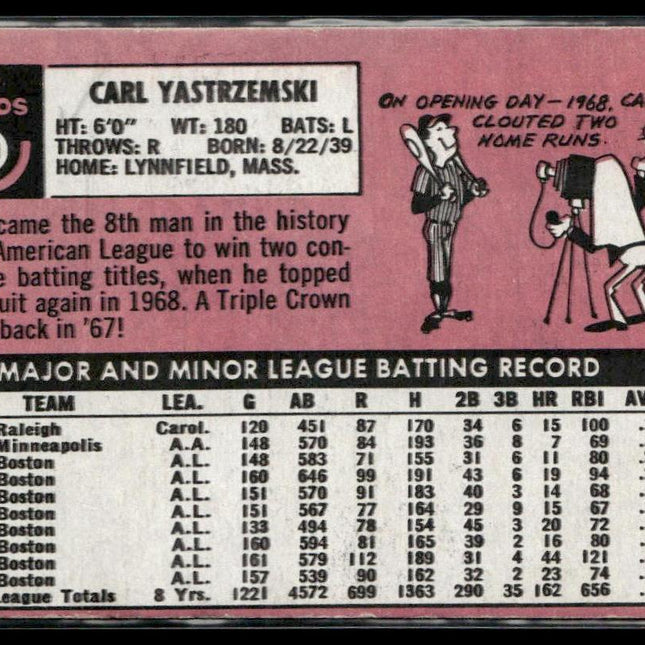 CARL YASTRZEMSKI
HT: 6'0" WT: 180 BATS: L
THROWS: R BORN: 8/22/39
HOME: LYNNFIELD, MASS.
ON OPENING DAY—1968, CA
CLOUTED TWO
HOME RUNS.
came the 8th man in the history
American League to win two con-
e batting titles, when he topped
uit again in 1968. A Triple Crown
back in '67!
MAJOR AND MINOR LEAGUE BATTING RECORD
TEAM LEA. G AB R H 2B 3B HR RBI AV
Raleigh Carol. 120 451 87 170 34 6 15 100 .
Minneapolis A.A. 148 570 84 193 36 8 7 69 .
Boston A.L. 148 583 71 155 31 6 11 80 .
Boston A.L. 160 646 99 191 43 6 19 94 .
Boston A.L. 151 570 91 183 40 3 14 68 .
Boston A.L. 151 567 77 164 29 9 15 67 .
Boston A.L. 133 494 78 154 45 3 20 72 .
Boston A.L. 160 594 81 165 39 2 16 80 .
Boston A.L. 161 579 112 189 31 4 44 121 .
Boston A.L. 157 539 90 162 32 2 23 74 .
eague Totals 8 Yrs. 1221 4572 699 1363 290 35 162 656 .